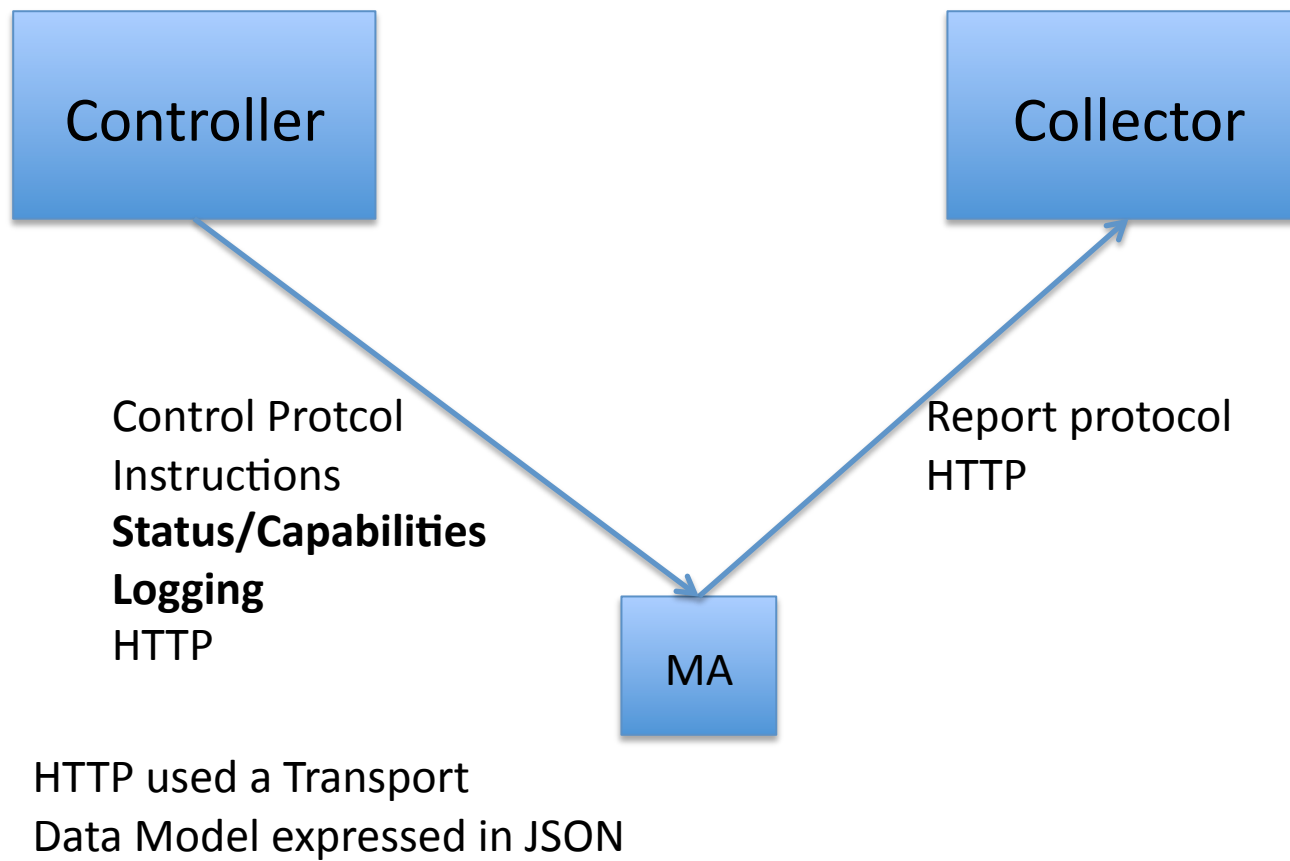 Controller
Collector
Control Protcol
Instructions
Status/Capabilities
Logging
HTTP
Report protocol
HTTP
MA
HTTP used a Transport
Data Model expressed in JSON